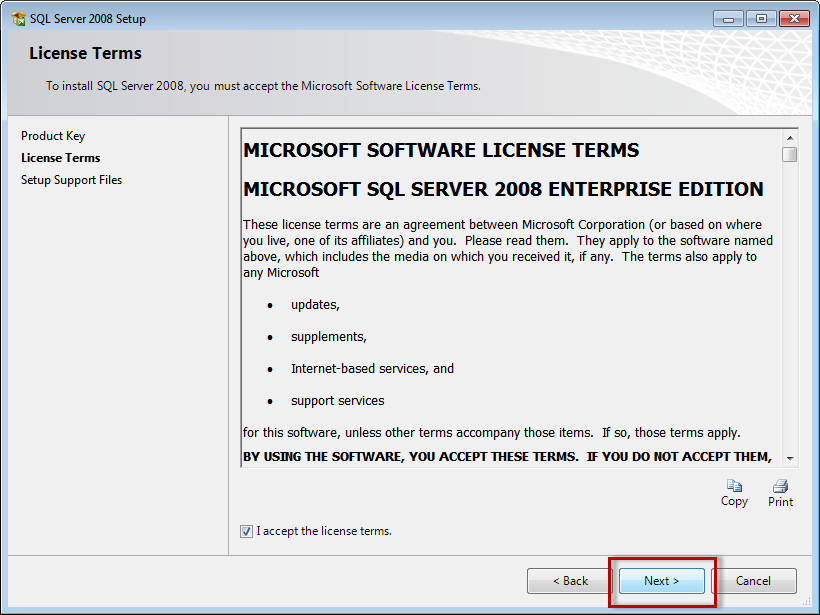 SQL Server 2008 Setup
License Terms
To install SQL Server 2008, you must accept the Microsoft Software License Terms.
Product Key
License Terms
Setup Support Files
MICROSOFT SOFTWARE LICENSE TERMS
MICROSOFT SQL SERVER 2008 ENTERPRISE EDITION
These license terms are an agreement between Microsoft Corporation (or based on where
you live, one of its affiliates) and you.  Please read them.  They apply to the software named
above, which includes the media on which you received it, if any.  The terms also apply to
any Microsoft
• updates,
• supplements,
• Internet-based services, and
• support services
for this software, unless other terms accompany those items.  If so, those terms apply.
BY USING THE SOFTWARE, YOU ACCEPT THESE TERMS.  IF YOU DO NOT ACCEPT THEM,
Copy Print
I accept the license terms.
< Back Next > Cancel